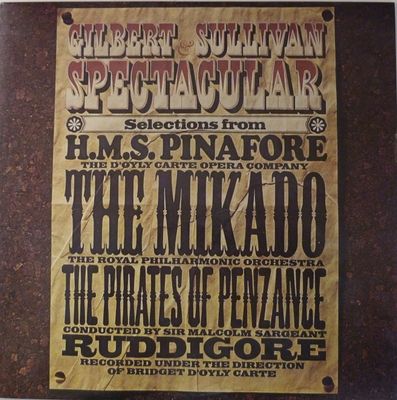 GILBERT & SULLIVAN
SPECTACULAR
Selections from
H.M.S. PINAFORE
THE D'OYLY CARTE OPERA COMPANY
THE MIKADO
THE ROYAL PHILHARMONIC ORCHESTRA
THE PIRATES OF PENZANCE
CONDUCTED BY SIR MALCOLM SARGEANT
RUDDIGORE
RECORDED UNDER THE DIRECTION
OF BRIDGET D'OYLY CARTE